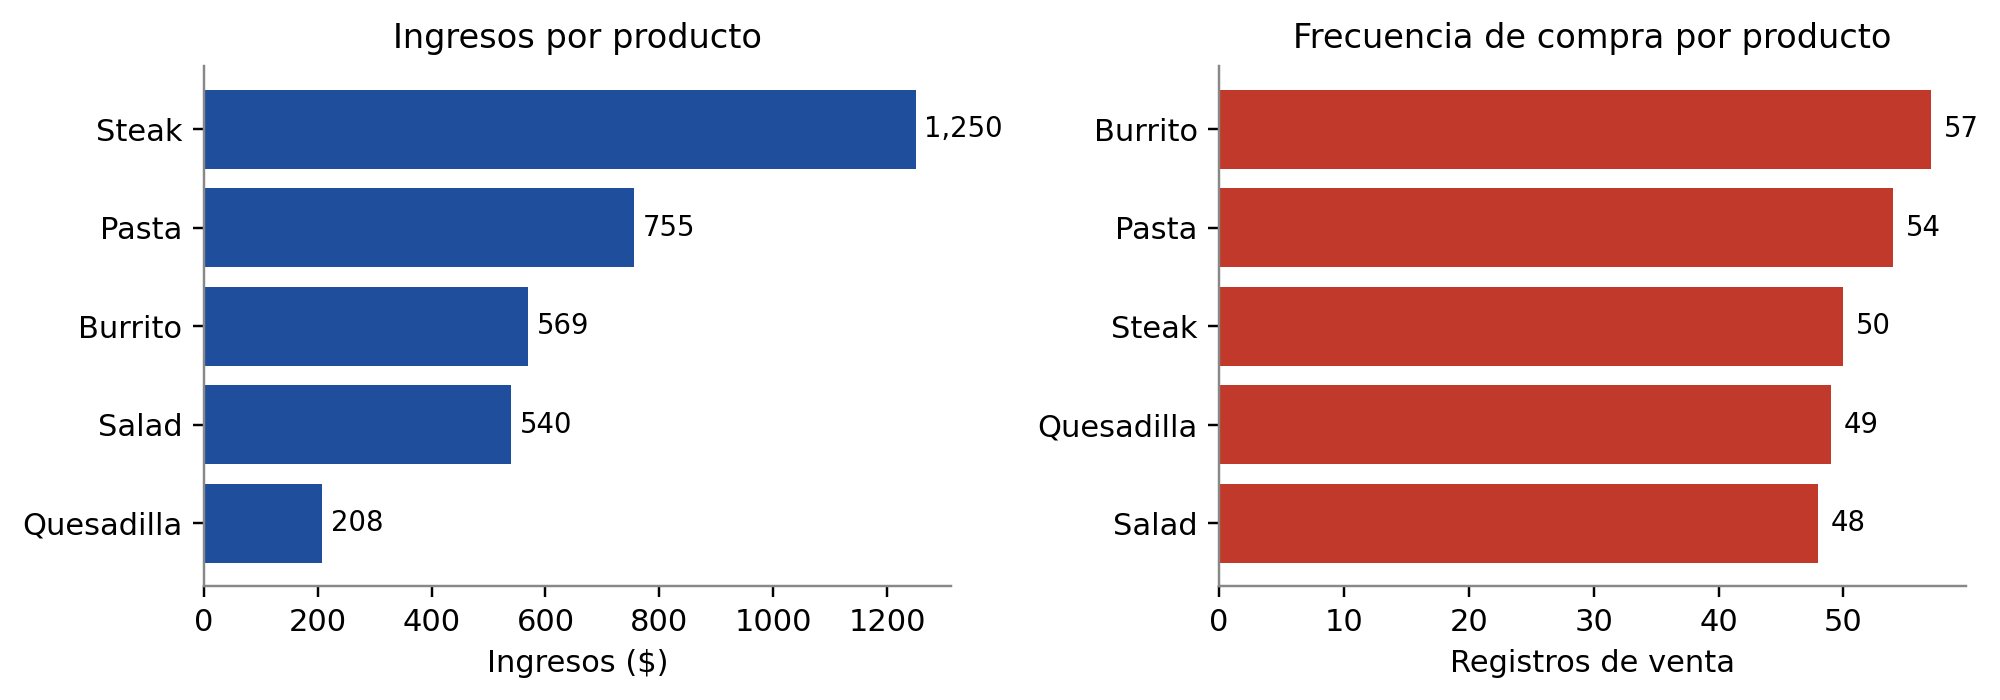 Ingresos por producto
Steak
1,250
Pasta
755
Burrito
569
Salad
540
Quesadilla
208
0 200 400 600 800 1000 1200
Ingresos ($)
Frecuencia de compra por producto
Burrito
57
Pasta
54
Steak
50
Quesadilla
49
Salad
48
0 10 20 30 40 50
Registros de venta